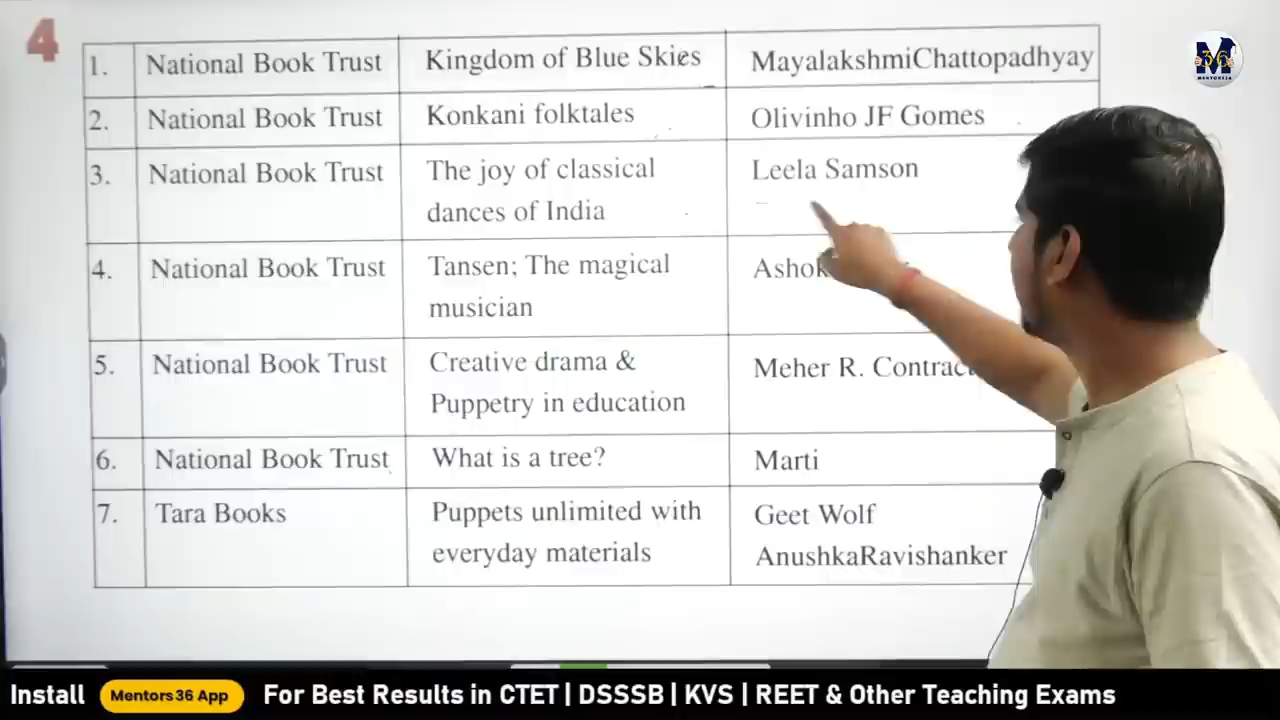 4
1. National Book Trust Kingdom of Blue Skies MayalakshmiChattopadhyay
2. National Book Trust Konkani folktales Olivinho JF Gomes
3. National Book Trust The joy of classical Leela Samson
dances of India
4. National Book Trust Tansen; The magical
musician
5. National Book Trust Creative drama & Meher R.
Puppetry in education
6. National Book Trust What is a tree? Marti
7. Tara Books Puppets unlimited with Geet Wolf
everyday materials AnushkaRavishanker
M
36
Install Mentors36 App For Best Results in CTET | DSSSB | KVS | REET & Other Teaching Exams